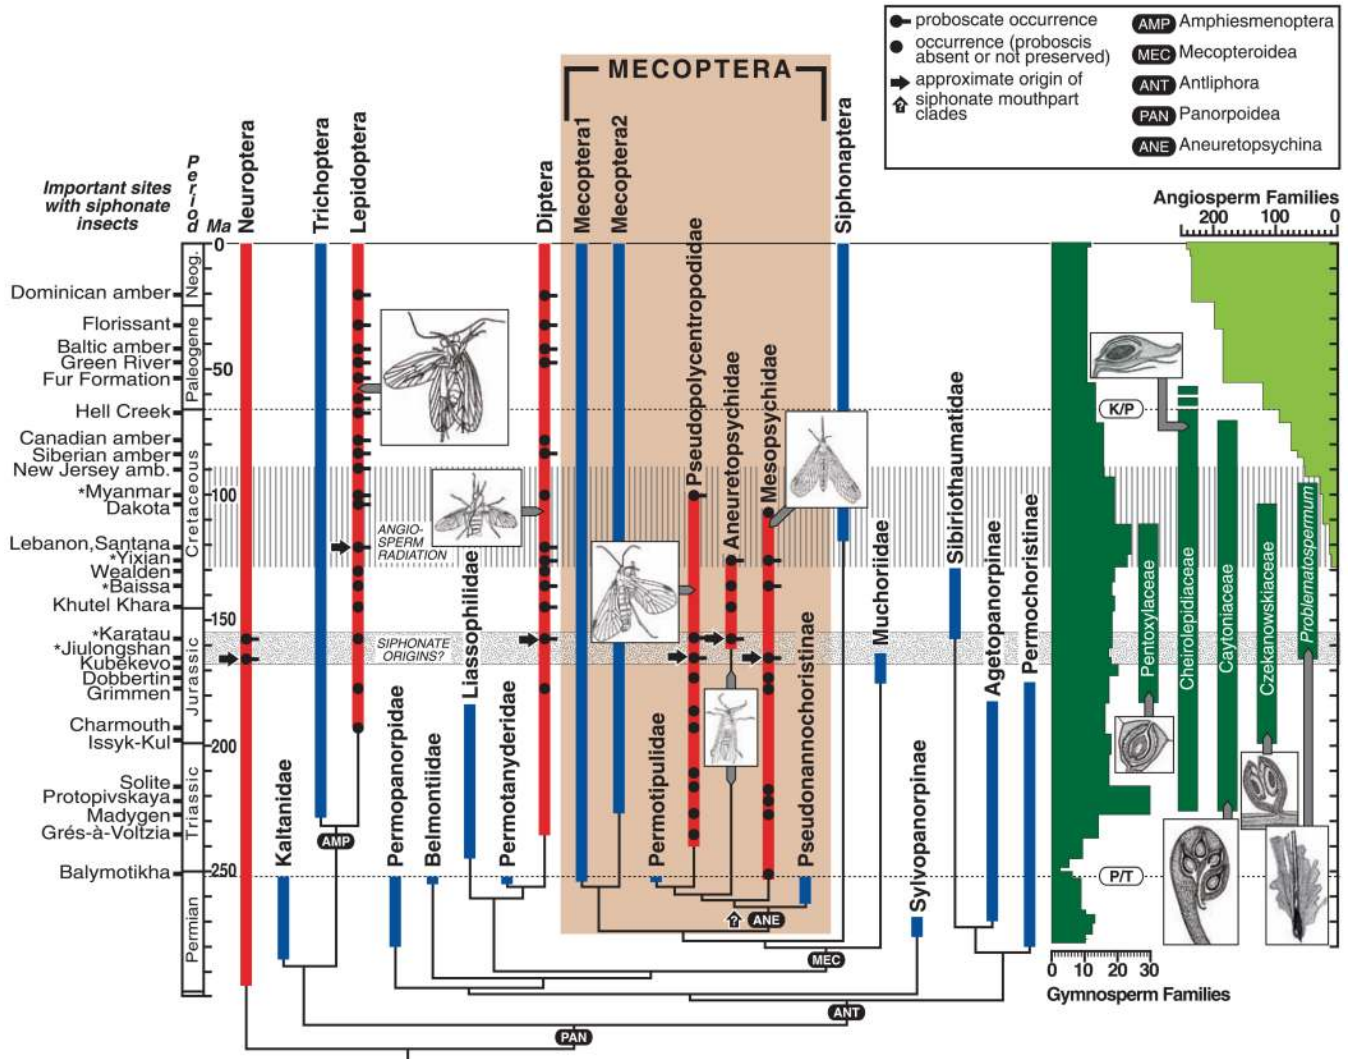 proboscate occurrence
occurrence (proboscis
absent or not preserved)
approximate origin of
siphonate mouthpart
clades
?
AMP Amphiesmenoptera
MEC Mecopteroidea
ANT Antliphora
PAN Panorpoidea
ANE Aneuretopsychina
MECOPTERA
Important sites
with siphonate
insects
Period
Ma
Neuroptera
Trichoptera
Lepidoptera
Diptera
Mecoptera1
Mecoptera2
Siphonaptera
Angiosperm Families
200 100 0
0
50
100
150
200
250
Neog.
Paleogene
Cretaceous
Jurassic
Triassic
Permian
Dominican amber
Florissant
Baltic amber
Green River
Fur Formation
Hell Creek
Canadian amber
Siberian amber
New Jersey amb.
*Myanmar
Dakota
Lebanon,Santana
*Yixian
Wealden
*Baissa
Khutel Khara
*Karatau
*Jiulongshan
Kubekevo
Dobbertin
Grimmen
Charmouth
Issyk-Kul
Solite
Protopivskaya
Madygen
Grés-à-Voltzia
Balymotikha
ANGIO-
SPERM
RADIATION
SIPHONATE
ORIGINS?
Kaltanidae
Permopanorpidae
Belmontiidae
Liassophilidae
Permotanyderidae
Permotipulidae
Pseudopolycentropodidae
Aneuretopsychidae
Mesopsychidae
Pseudonannochoristinae
Muchoriidae
Sylvopanorpinae
Sibiriothaumatidae
Agetopanorpinae
Permochoristinae
K/P
P/T
Pentoxylaceae
Cheirolepidiaceae
Caytoniaceae
Czekanowskiaceae
Problematospermum
AMP
?
ANE
MEC
ANT
PAN
0 10 20 30
Gymnosperm Families